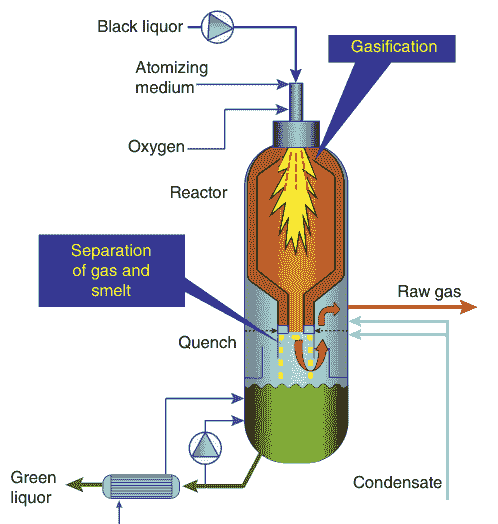 Black liquor
Gasification
Atomizing
medium
Oxygen
Reactor
Separation
of gas and
smelt
Raw gas
Quench
Green
liquor
Condensate